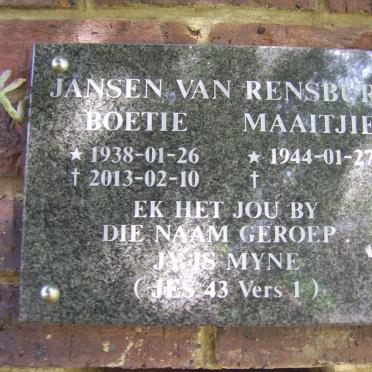 JANSEN VAN RENSBUR
BOETIE MAAITJIE
★ 1938-01-26 ★ 1944-01-27
† 2013-02-10 †
EK HET JOU BY
DIE NAAM GEROEP
JY IS MYNE
( JES 43 Vers 1 )